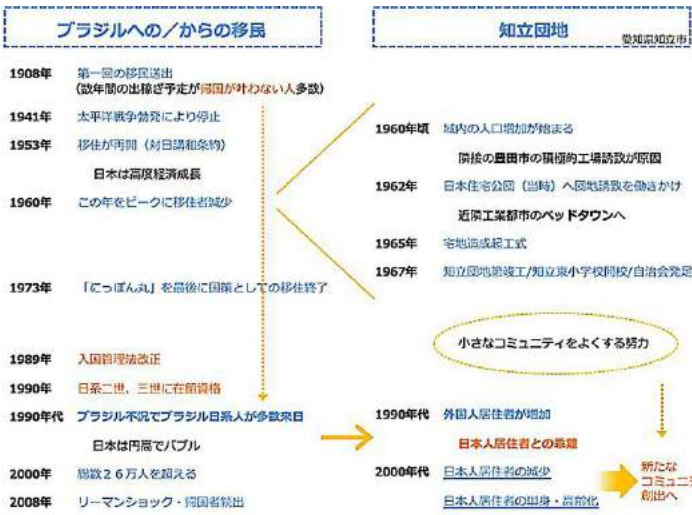 ブラジルへの／からの移民
1908年 第一回の移民送出
(数年間の出稼ぎ予定が帰国が叶わない人多数)
1941年 太平洋戦争勃発により停止
1953年 移住が再開（対日講和条約）
日本は高度経済成長
1960年 この年をピークに移住者減少
1973年 「にっぽん丸」を最後に国策としての移住終了
1989年 入国管理法改正
1990年 日系二世、三世に在留資格
1990年代 ブラジル不況でブラジル日系人が多数来日
日本は円高でバブル
2000年 総数２６万人を超える
2008年 リーマンショック・帰国者続出
知立団地
愛知県知立市
1960年頃 域内の人口増加が始まる
隣接の豊田市の積極的工場誘致が原因
1962年 日本住宅公団（当時）へ団地誘致を働きかけ
近隣工業都市のベッドタウンへ
1965年 宅地造成起工式
1967年 知立団地竣工/知立東小学校開校/自治会発足
小さなコミュニティをよくする努力
1990年代 外国人居住者が増加
日本人居住者との乖離
2000年代 日本人居住者の減少
日本人居住者の単身・高齢化
新たな
コミュニ
創出へ